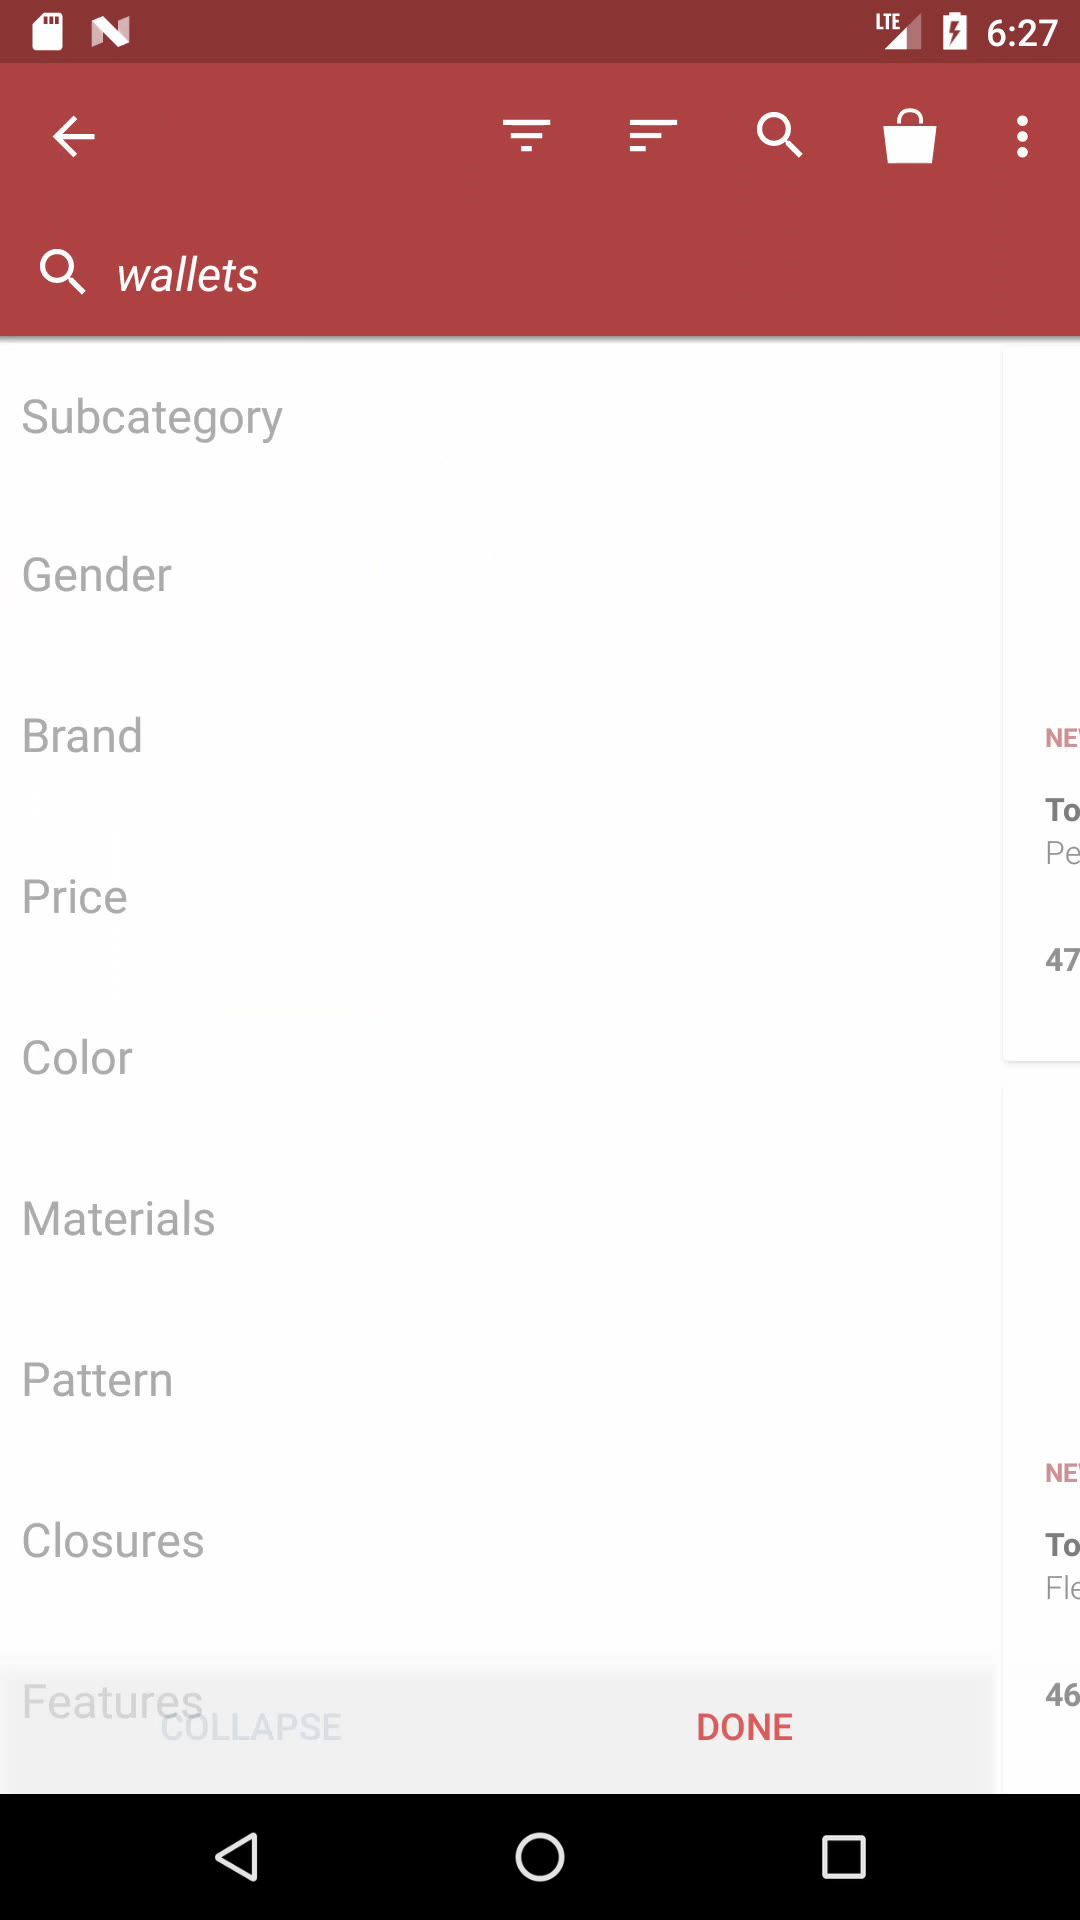 LTE 6:27
wallets
Subcategory
Gender
Brand
NE
To
Pe
Price
47
Color
Materials
Pattern
NE
Closures
To
Fle
Features
46
COLLAPSE
DONE